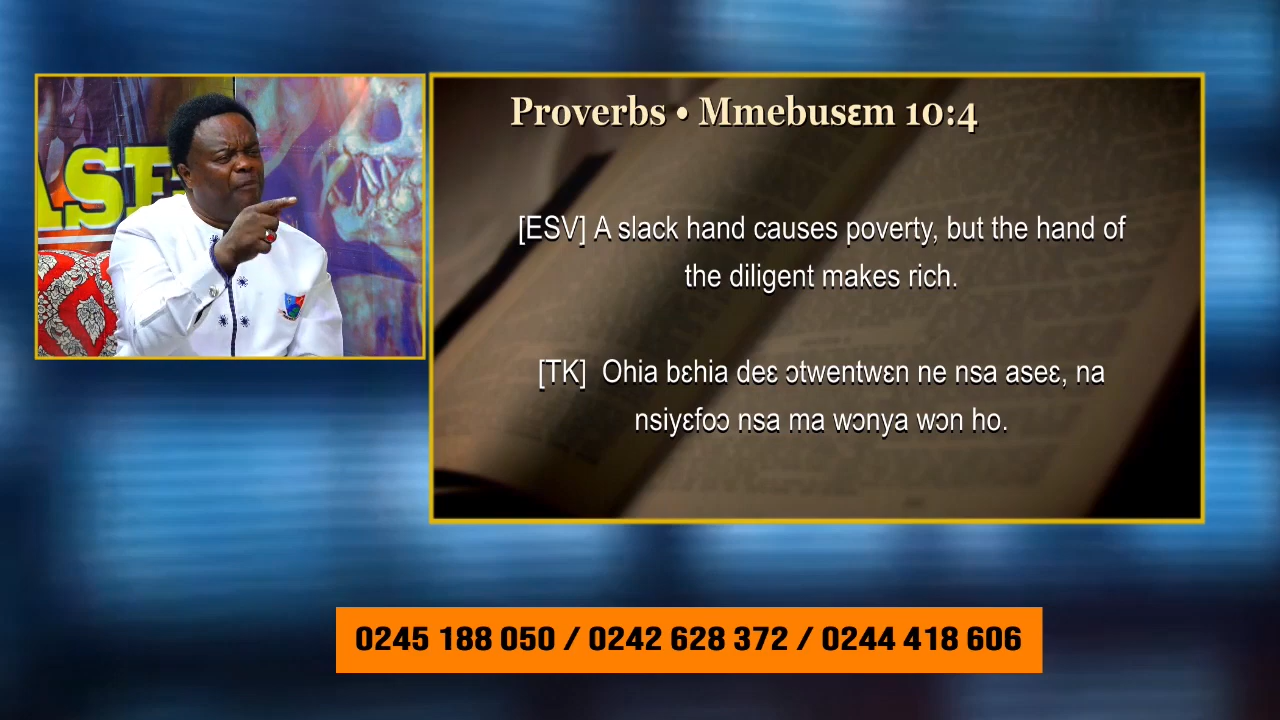 ASE
Proverbs • Mmebusɛm 10:4
[ESV] A slack hand causes poverty, but the hand of
the diligent makes rich.
[TK] Ohia bɛhia deɛ ɔtwentwɛn ne nsa aseɛ, na
nsiyɛfoɔ nsa ma wɔnya wɔn ho.
0245 188 050 / 0242 628 372 / 0244 418 606